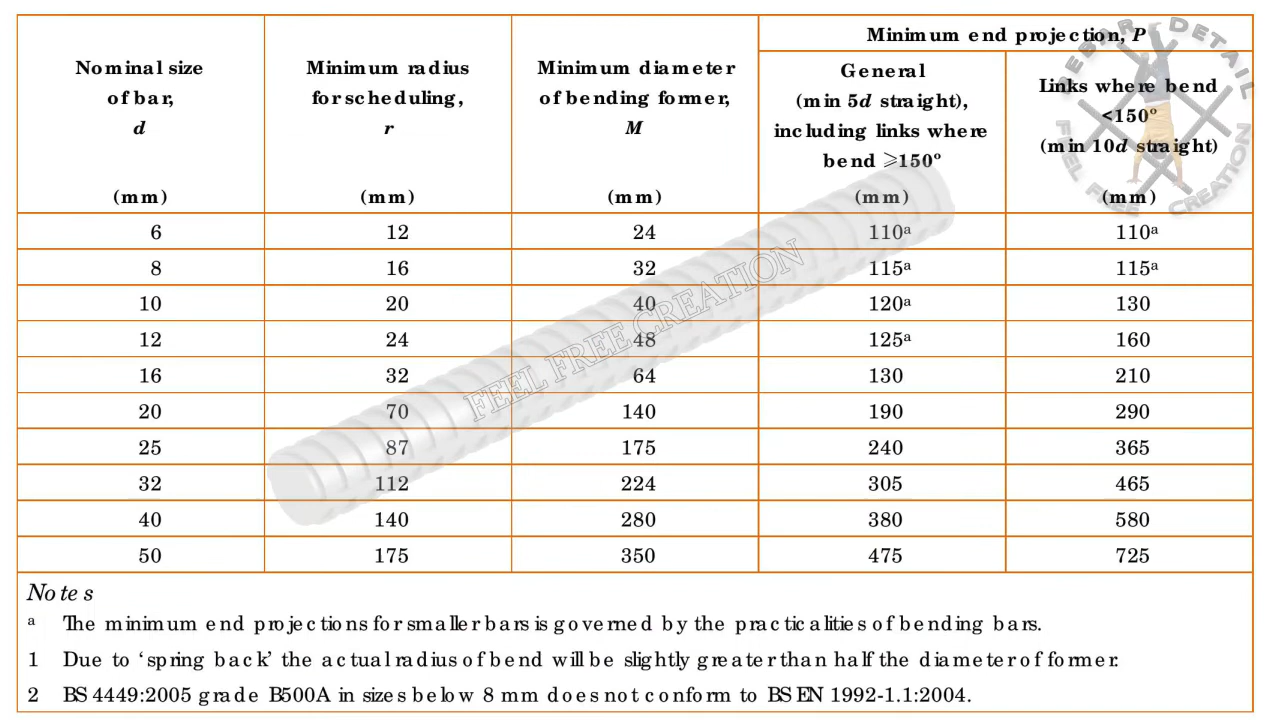 Minimum end projection, P
Nominal size of bar, d (mm)
Minimum radius for scheduling, r (mm)
Minimum diameter of bending former, M (mm)
General (min 5d straight), including links where bend ⩾150° (mm)
Links where bend <150° (min 10d straight) (mm)
6 12 24 110ᵃ 110ᵃ
8 16 32 115ᵃ 115ᵃ
10 20 40 120ᵃ 130
12 24 48 125ᵃ 160
16 32 64 130 210
20 70 140 190 290
25 87 175 240 365
32 112 224 305 465
40 140 280 380 580
50 175 350 475 725
Notes
ᵃ The minimum end projections for smaller bars is governed by the practicalities of bending bars.
1 Due to ‘spring back’ the actual radius of bend will be slightly greater than half the diameter of former.
2 BS 4449:2005 grade B500A in sizes below 8 mm does not conform to BS EN 1992-1.1:2004.
FEEL FREE CREATION
REBAR DETAIL
FEEL FREE CREATION